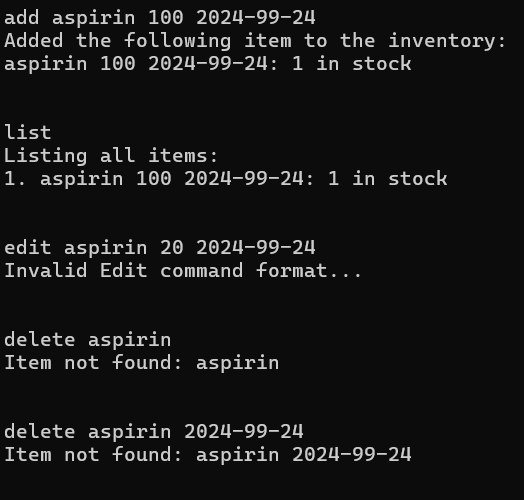 add aspirin 100 2024-99-24
Added the following item to the inventory:
aspirin 100 2024-99-24: 1 in stock
list
Listing all items:
1. aspirin 100 2024-99-24: 1 in stock
edit aspirin 20 2024-99-24
Invalid Edit command format...
delete aspirin
Item not found: aspirin
delete aspirin 2024-99-24
Item not found: aspirin 2024-99-24